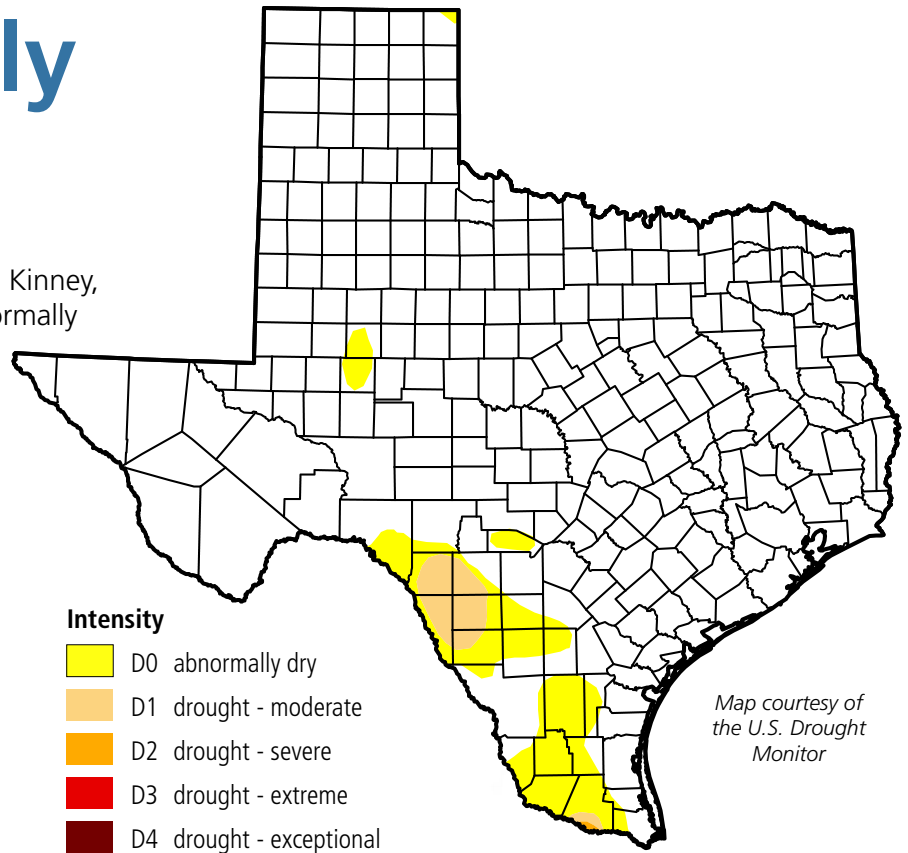 ly
Kinney,
ormally
Intensity
D0 abnormally dry
D1 drought - moderate
D2 drought - severe
D3 drought - extreme
D4 drought - exceptional
Map courtesy of
the U.S. Drought
Monitor